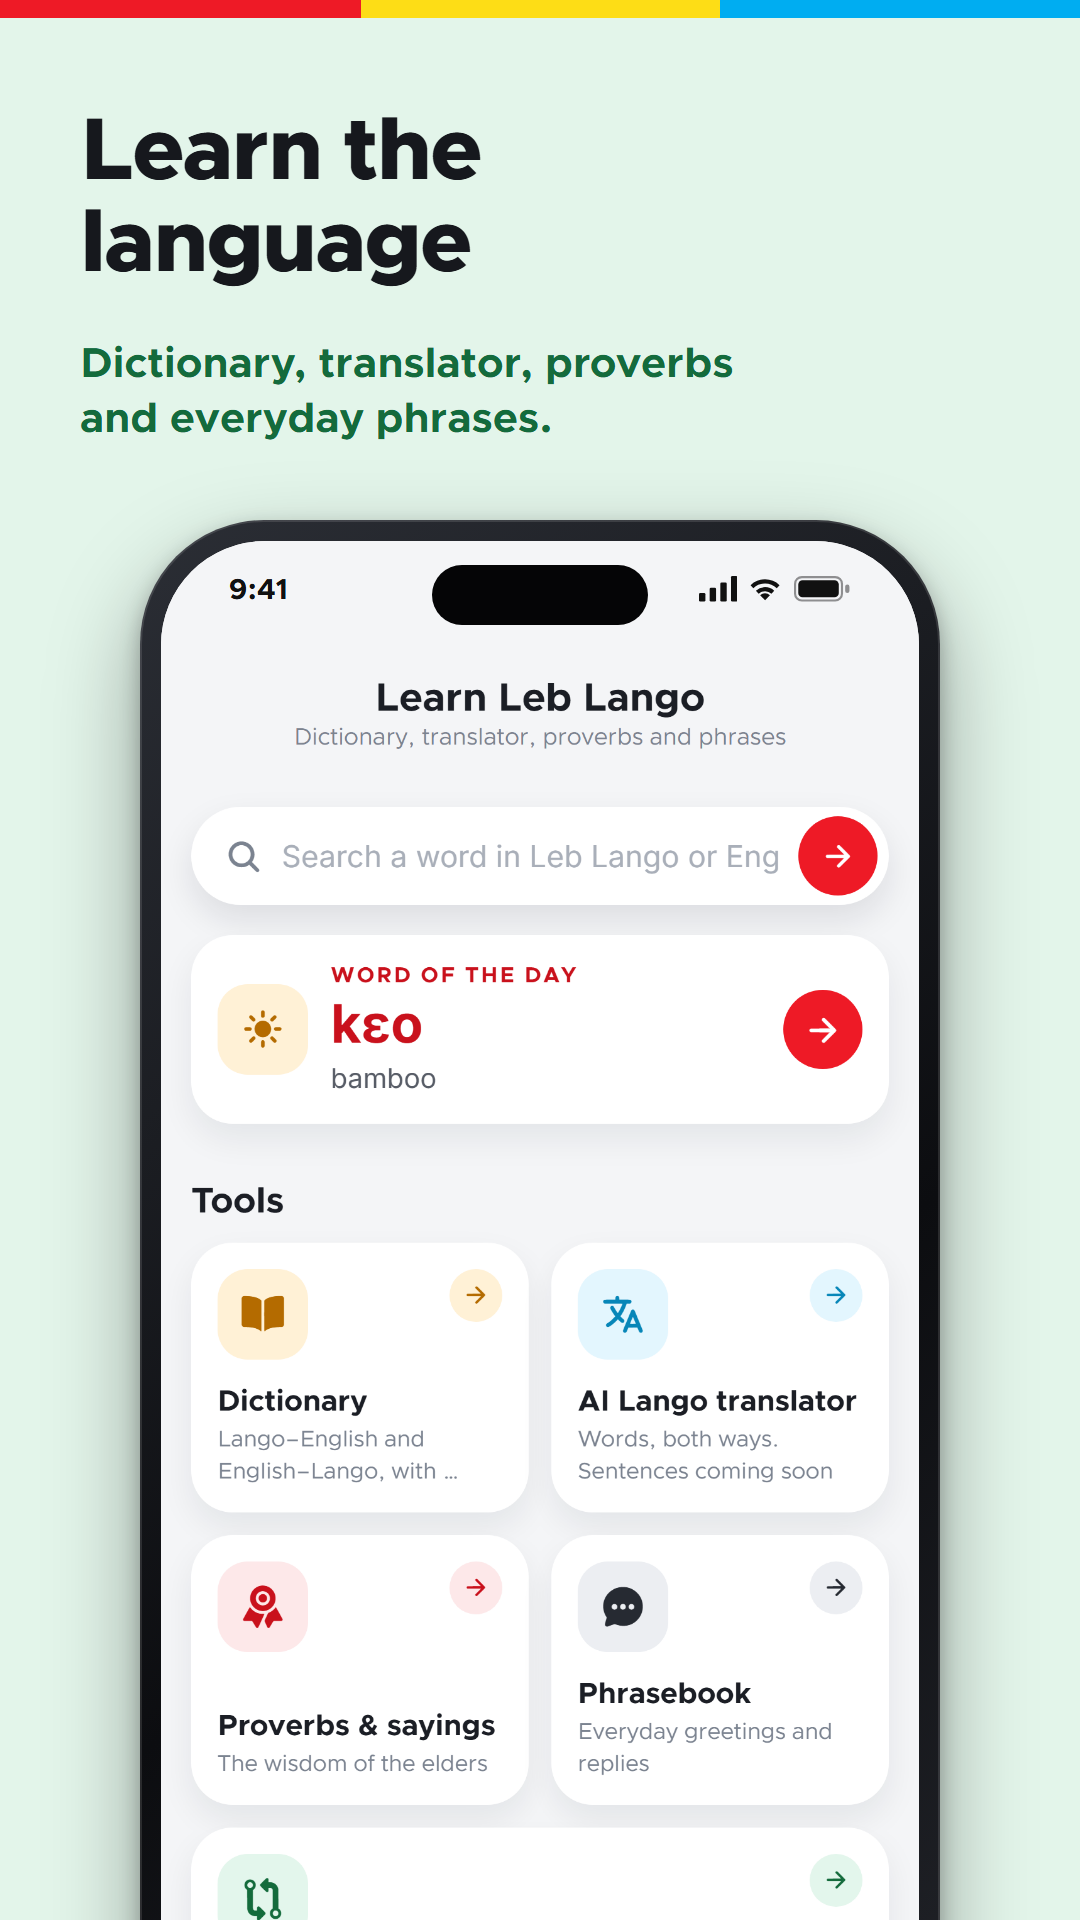 Learn the
language
Dictionary, translator, proverbs
and everyday phrases.
9:41
Learn Leb Lango
Dictionary, translator, proverbs and phrases
Search a word in Leb Lango or Eng
WORD OF THE DAY
kɛo
bamboo
Tools
Dictionary
Lango–English and
English–Lango, with ...
AI Lango translator
Words, both ways.
Sentences coming soon
Proverbs & sayings
The wisdom of the elders
Phrasebook
Everyday greetings and
replies